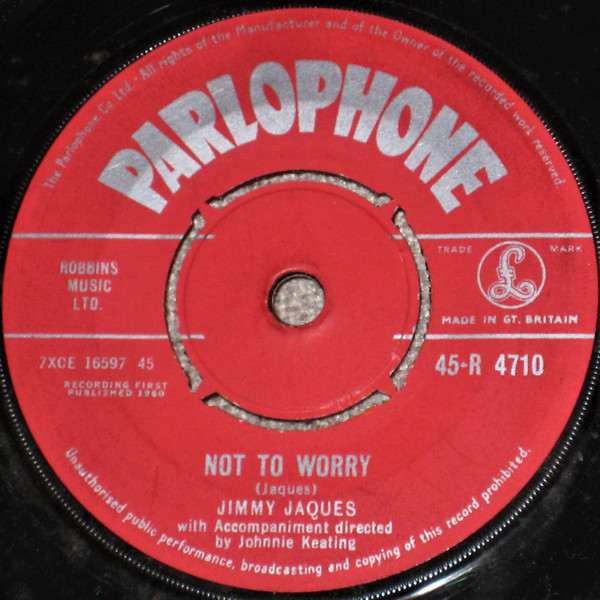 The Parlophone Co Ltd.- All rights of the Manufacturer and of the Owner of the recorded work reserved.
PARLOPHONE
ROBBINS
MUSIC
LTD.
TRADE MARK
£
MADE IN GT. BRITAIN
7XCE 16597 45
RECORDING FIRST
PUBLISHED 1960
45-R 4710
NOT TO WORRY
(Jaques)
JIMMY JAQUES
with Accompaniment directed
by Johnnie Keating
Unauthorised public performance, broadcasting and copying of this record prohibited.